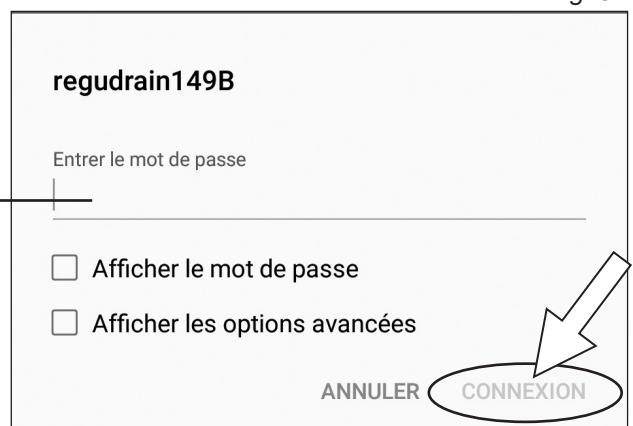 regudrain149B
Entrer le mot de passe
Afficher le mot de passe
Afficher les options avancées
ANNULER CONNEXION